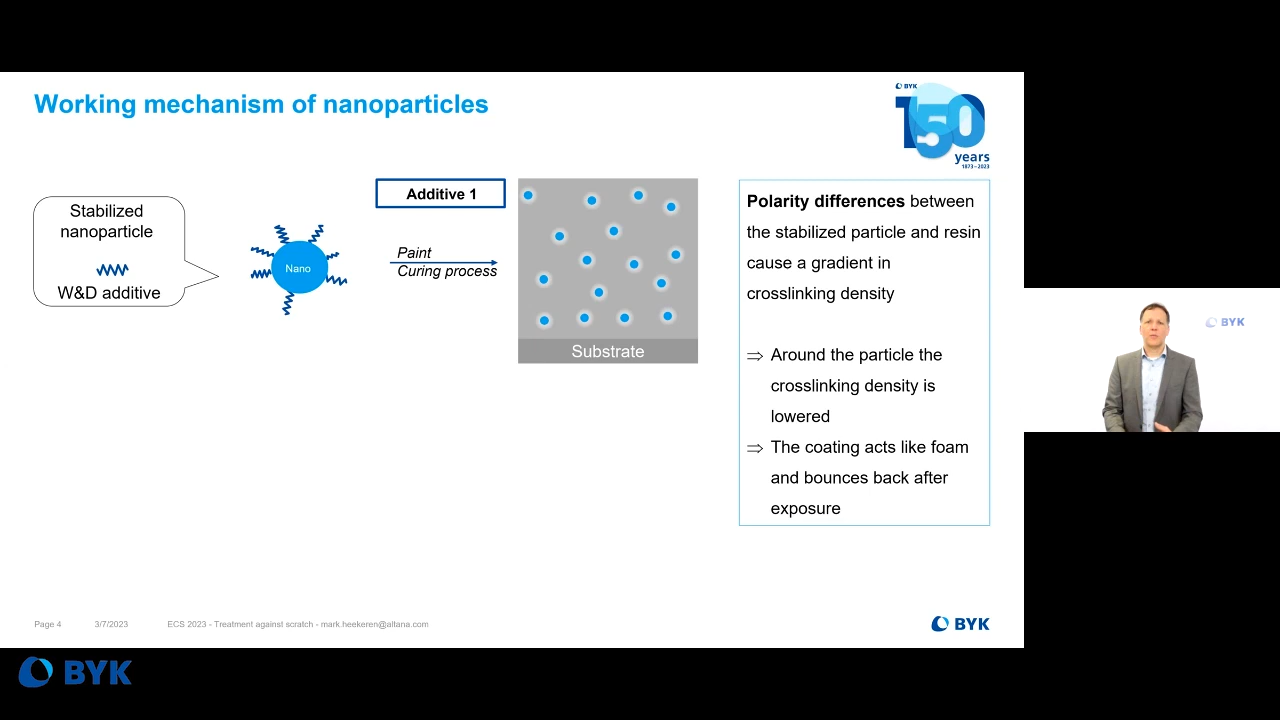 Working mechanism of nanoparticles
BYK
150
years
1873-2023
Stabilized
nanoparticle
W&D additive
Nano
Additive 1
Paint
Curing process
Substrate
Polarity differences between
the stabilized particle and resin
cause a gradient in
crosslinking density
⇒ Around the particle the
crosslinking density is
lowered
⇒ The coating acts like foam
and bounces back after
exposure
BYK
Page 4 3/7/2023 ECS 2023 - Treatment against scratch - mark.heekeren@altana.com
BYK
BYK